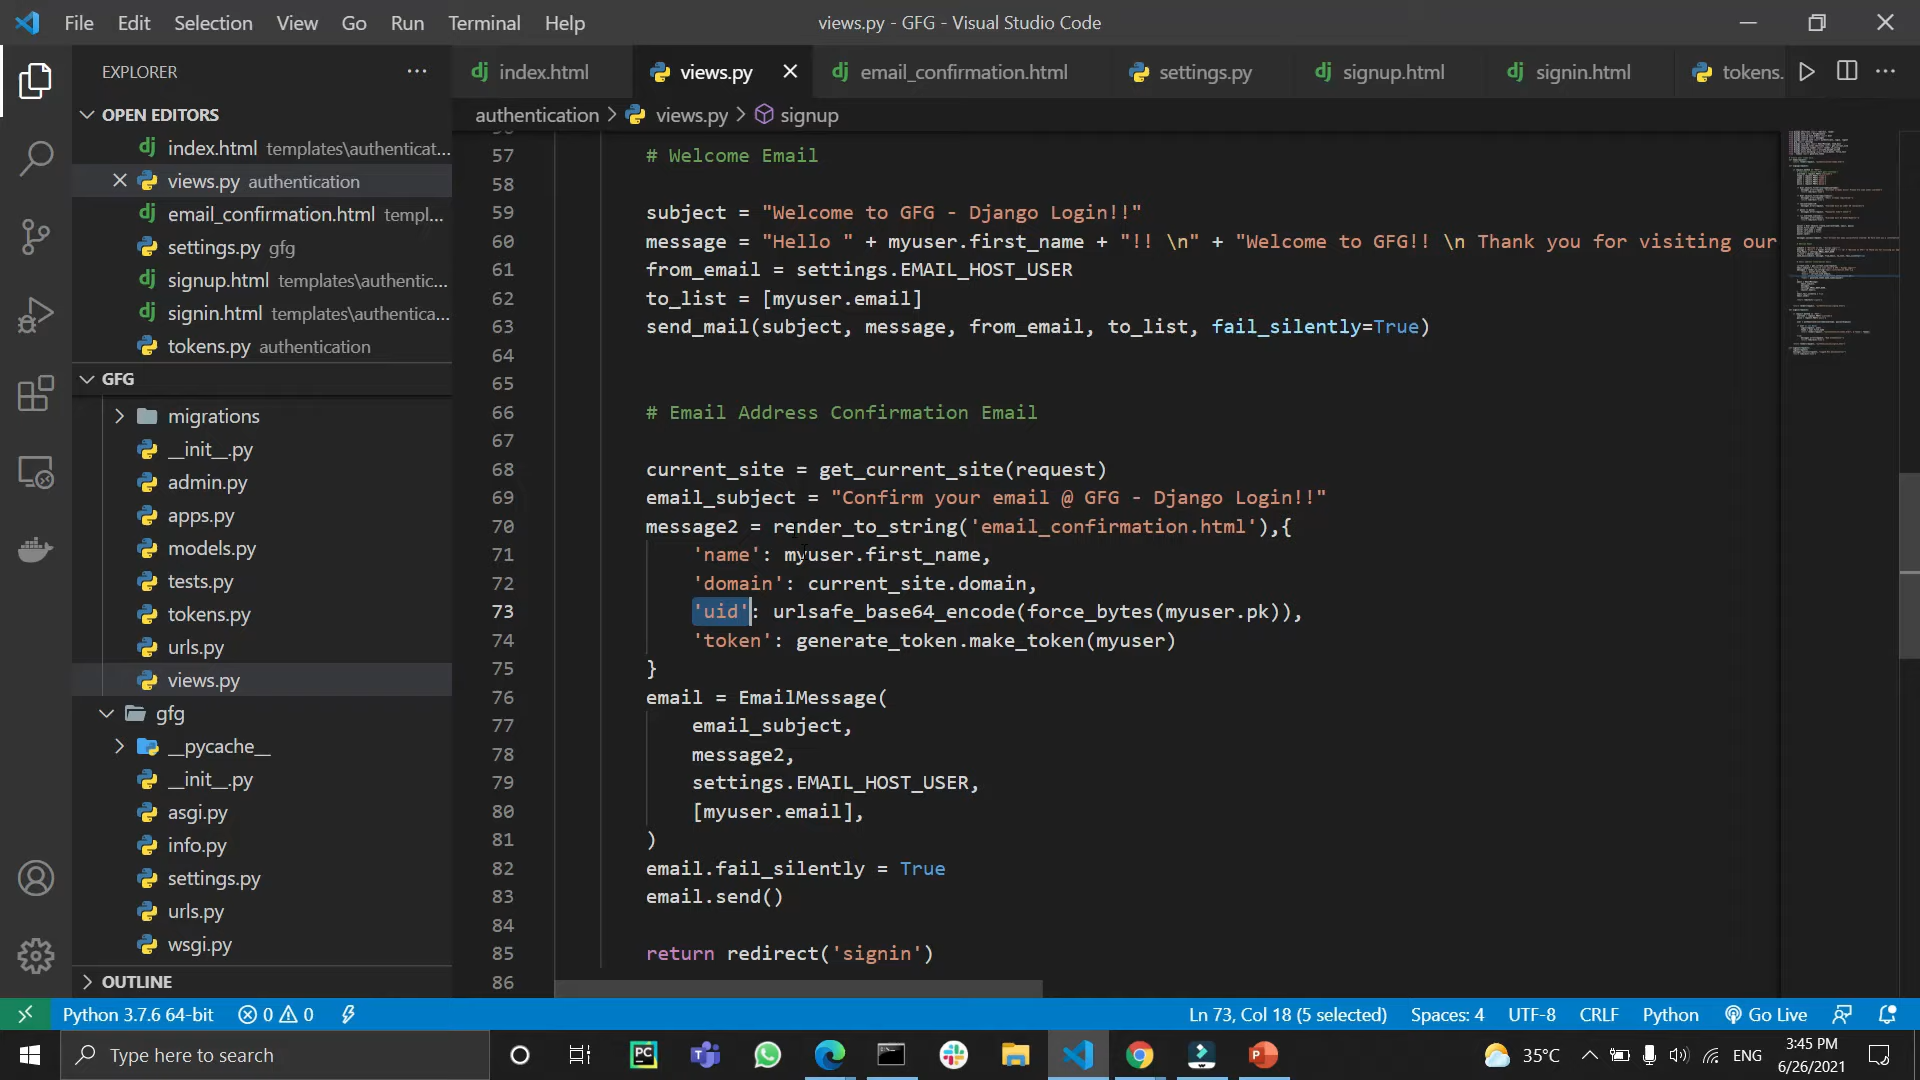 File Edit Selection View Go Run Terminal Help
views.py - GFG - Visual Studio Code
EXPLORER
OPEN EDITORS
index.html templates\authenticat...
views.py authentication
email_confirmation.html templ...
settings.py gfg
signup.html templates\authentic...
signin.html templates\authentica...
tokens.py authentication
GFG
migrations
__init__.py
admin.py
apps.py
models.py
tests.py
tokens.py
urls.py
views.py
gfg
__pycache__
__init__.py
asgi.py
info.py
settings.py
urls.py
wsgi.py
OUTLINE
index.html views.py email_confirmation.html settings.py signup.html signin.html tokens.
authentication > views.py > signup
57 # Welcome Email
58
59 subject = "Welcome to GFG - Django Login!!"
60 message = "Hello " + myuser.first_name + "!! \n" + "Welcome to GFG!! \n Thank you for visiting our
61 from_email = settings.EMAIL_HOST_USER
62 to_list = [myuser.email]
63 send_mail(subject, message, from_email, to_list, fail_silently=True)
64
65
66 # Email Address Confirmation Email
67
68 current_site = get_current_site(request)
69 email_subject = "Confirm your email @ GFG - Django Login!!"
70 message2 = render_to_string('email_confirmation.html'),{
71 'name': myuser.first_name,
72 'domain': current_site.domain,
73 'uid': urlsafe_base64_encode(force_bytes(myuser.pk)),
74 'token': generate_token.make_token(myuser)
75 }
76 email = EmailMessage(
77 email_subject,
78 message2,
79 settings.EMAIL_HOST_USER,
80 [myuser.email],
81 )
82 email.fail_silently = True
83 email.send()
84
85 return redirect('signin')
86
Python 3.7.6 64-bit 0 0 Ln 73, Col 18 (5 selected) Spaces: 4 UTF-8 CRLF Python Go Live
Type here to search 35°C ENG 3:45 PM
6/26/2021